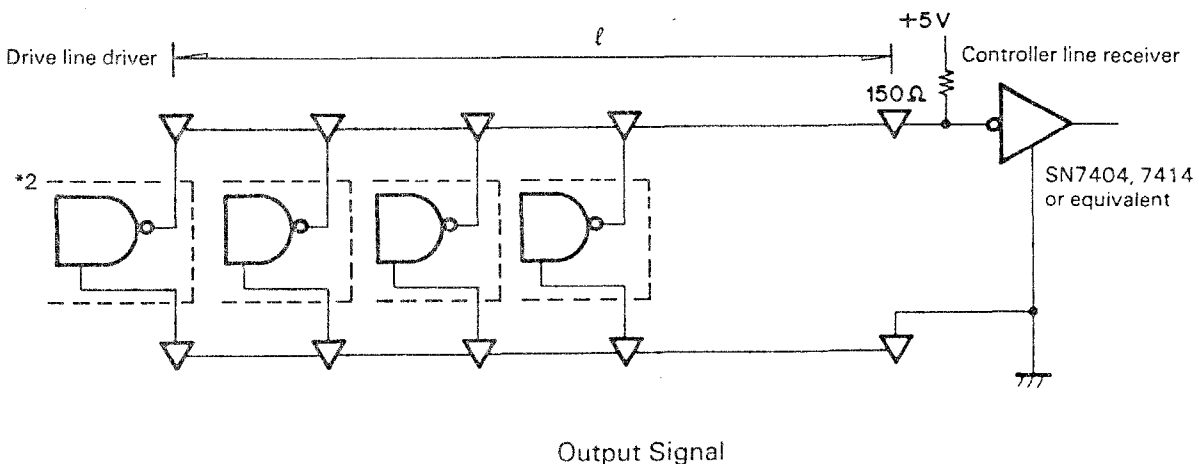 +5V
Drive line driver
ℓ
Controller line receiver
150Ω
*2
SN7404, 7414
or equivalent
Output Signal